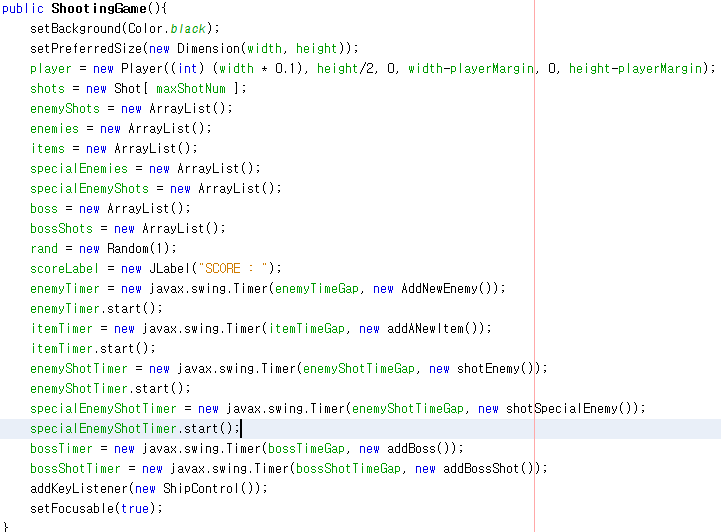 public ShootingGame(){
setBackground(Color.black);
setPreferredSize(new Dimension(width, height));
player = new Player((int) (width * 0.1), height/2, 0, width-playerMargin, 0, height-playerMargin);
shots = new Shot[ maxShotNum ];
enemyShots = new ArrayList();
enemies = new ArrayList();
items = new ArrayList();
specialEnemies = new ArrayList();
specialEnemyShots = new ArrayList();
boss = new ArrayList();
bossShots = new ArrayList();
rand = new Random(1);
scoreLabel = new JLabel("SCORE : ");
enemyTimer = new javax.swing.Timer(enemyTimeGap, new AddNewEnemy());
enemyTimer.start();
itemTimer = new javax.swing.Timer(itemTimeGap, new addANewItem());
itemTimer.start();
enemyShotTimer = new javax.swing.Timer(enemyShotTimeGap, new shotEnemy());
enemyShotTimer.start();
specialEnemyShotTimer = new javax.swing.Timer(enemyShotTimeGap, new shotSpecialEnemy());
specialEnemyShotTimer.start();
bossTimer = new javax.swing.Timer(bossTimeGap, new addBoss());
bossShotTimer = new javax.swing.Timer(bossShotTimeGap, new addBossShot());
addKeyListener(new ShipControl());
setFocusable(true);
}